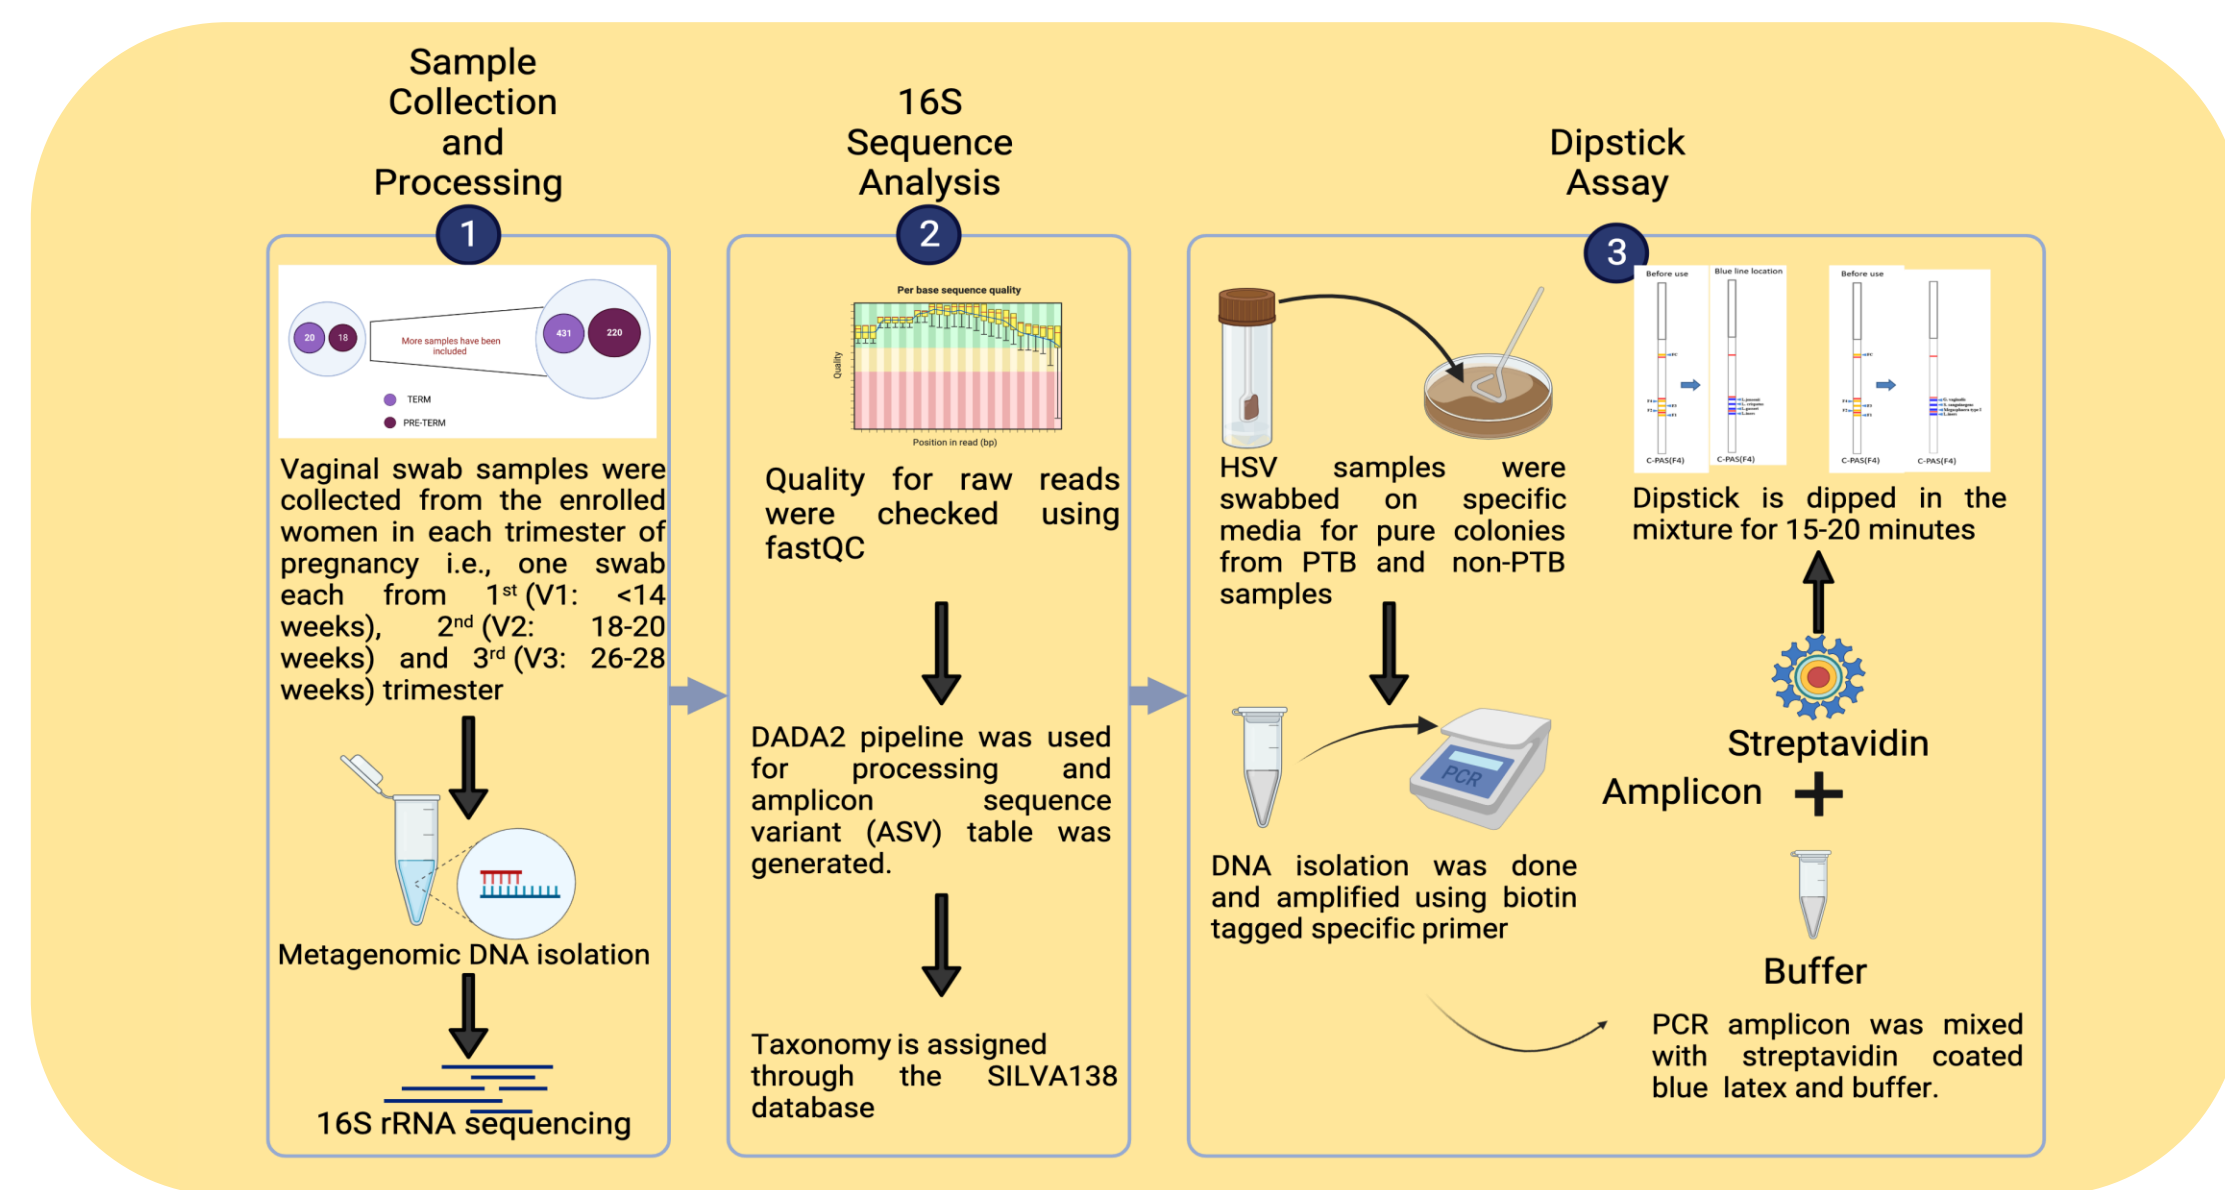 Sample
Collection
and
Processing
1
20
18
More samples have been
included
431
220
TERM
PRE-TERM
Vaginal swab samples were
collected from the enrolled
women in each trimester of
pregnancy i.e., one swab
each from 1st (V1: <14
weeks), 2nd (V2: 18-20
weeks) and 3rd (V3: 26-28
weeks) trimester
Metagenomic DNA isolation
16S rRNA sequencing
16S
Sequence
Analysis
2
Per base sequence quality
Quality
Position in read (bp)
Quality for raw reads
were checked using
fastQC
DADA2 pipeline was used
for processing and
amplicon sequence
variant (ASV) table was
generated.
Taxonomy is assigned
through the SILVA138
database
Dipstick
Assay
3
HSV samples were
swabbed on specific
media for pure colonies
from PTB and non-PTB
samples
PCR
DNA isolation was done
and amplified using biotin
tagged specific primer
Before use
Blue line location
C-PAS(F4)
C-PAS(F4)
Before use
C-PAS(F4)
C-PAS(F4)
Dipstick is dipped in the
mixture for 15-20 minutes
Streptavidin
Amplicon +
Buffer
PCR amplicon was mixed
with streptavidin coated
blue latex and buffer.